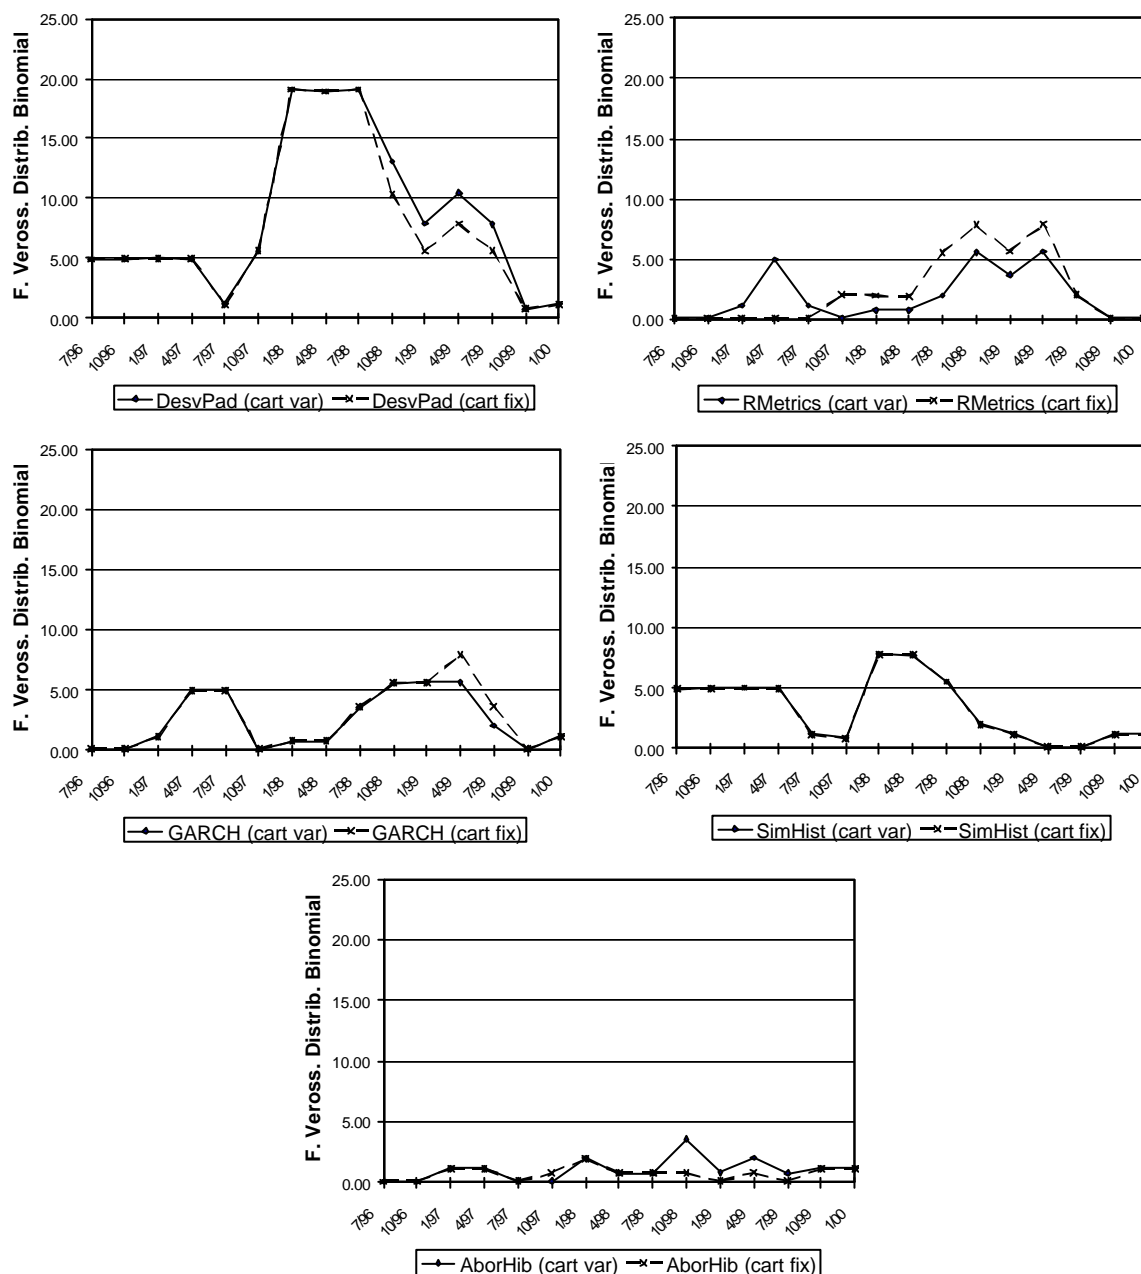 F. Veross. Distrib. Binomial
25.00
20.00
15.00
10.00
5.00
0.00
7/96 10/96 1/97 4/97 7/97 10/97 1/98 4/98 7/98 10/98 1/99 4/99 7/99 10/99 1/00
DesvPad (cart var) DesvPad (cart fix)
F. Veross. Distrib. Binomial
25.00
20.00
15.00
10.00
5.00
0.00
7/96 10/96 1/97 4/97 7/97 10/97 1/98 4/98 7/98 10/98 1/99 4/99 7/99 10/99 1/00
RMetrics (cart var) RMetrics (cart fix)
F. Veross. Distrib. Binomial
25.00
20.00
15.00
10.00
5.00
0.00
7/96 10/96 1/97 4/97 7/97 10/97 1/98 4/98 7/98 10/98 1/99 4/99 7/99 10/99 1/00
GARCH (cart var) GARCH (cart fix)
F. Veross. Distrib. Binomial
25.00
20.00
15.00
10.00
5.00
0.00
7/96 10/96 1/97 4/97 7/97 10/97 1/98 4/98 7/98 10/98 1/99 4/99 7/99 10/99 1/00
SimHist (cart var) SimHist (cart fix)
F. Veross. Distrib. Binomial
25.00
20.00
15.00
10.00
5.00
0.00
7/96 10/96 1/97 4/97 7/97 10/97 1/98 4/98 7/98 10/98 1/99 4/99 7/99 10/99 1/00
AborHib (cart var) AborHib (cart fix)